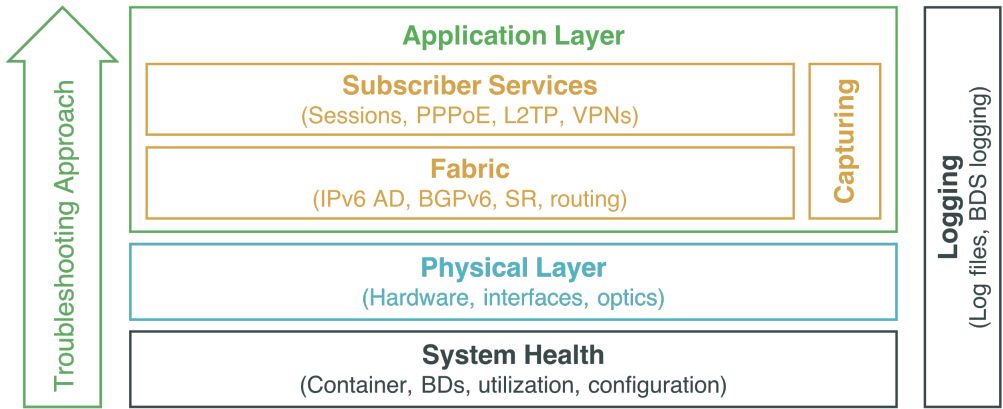 Troubleshooting Approach
Application Layer
Subscriber Services
(Sessions, PPPoE, L2TP, VPNs)
Fabric
(IPv6 AD, BGPv6, SR, routing)
Capturing
Physical Layer
(Hardware, interfaces, optics)
System Health
(Container, BDs, utilization, configuration)
Logging
(Log files, BDS logging)